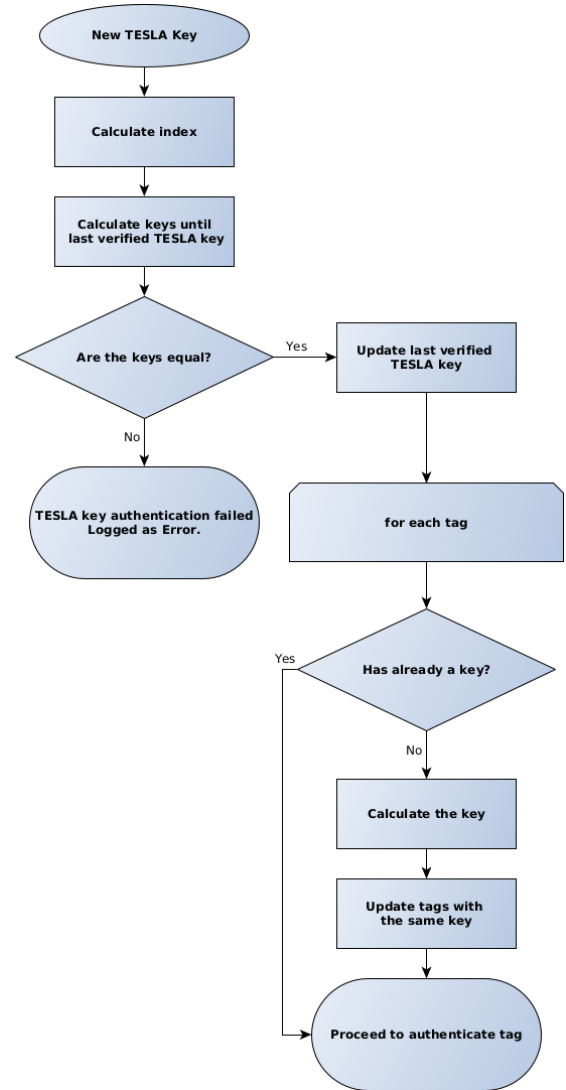 New TESLA Key
Calculate index
Calculate keys until
last verified TESLA key
Are the keys equal?
Yes
Update last verified
TESLA key
No
TESLA key authentication failed
Logged as Error.
for each tag
Yes
Has already a key?
No
Calculate the key
Update tags with
the same key
Proceed to authenticate tag